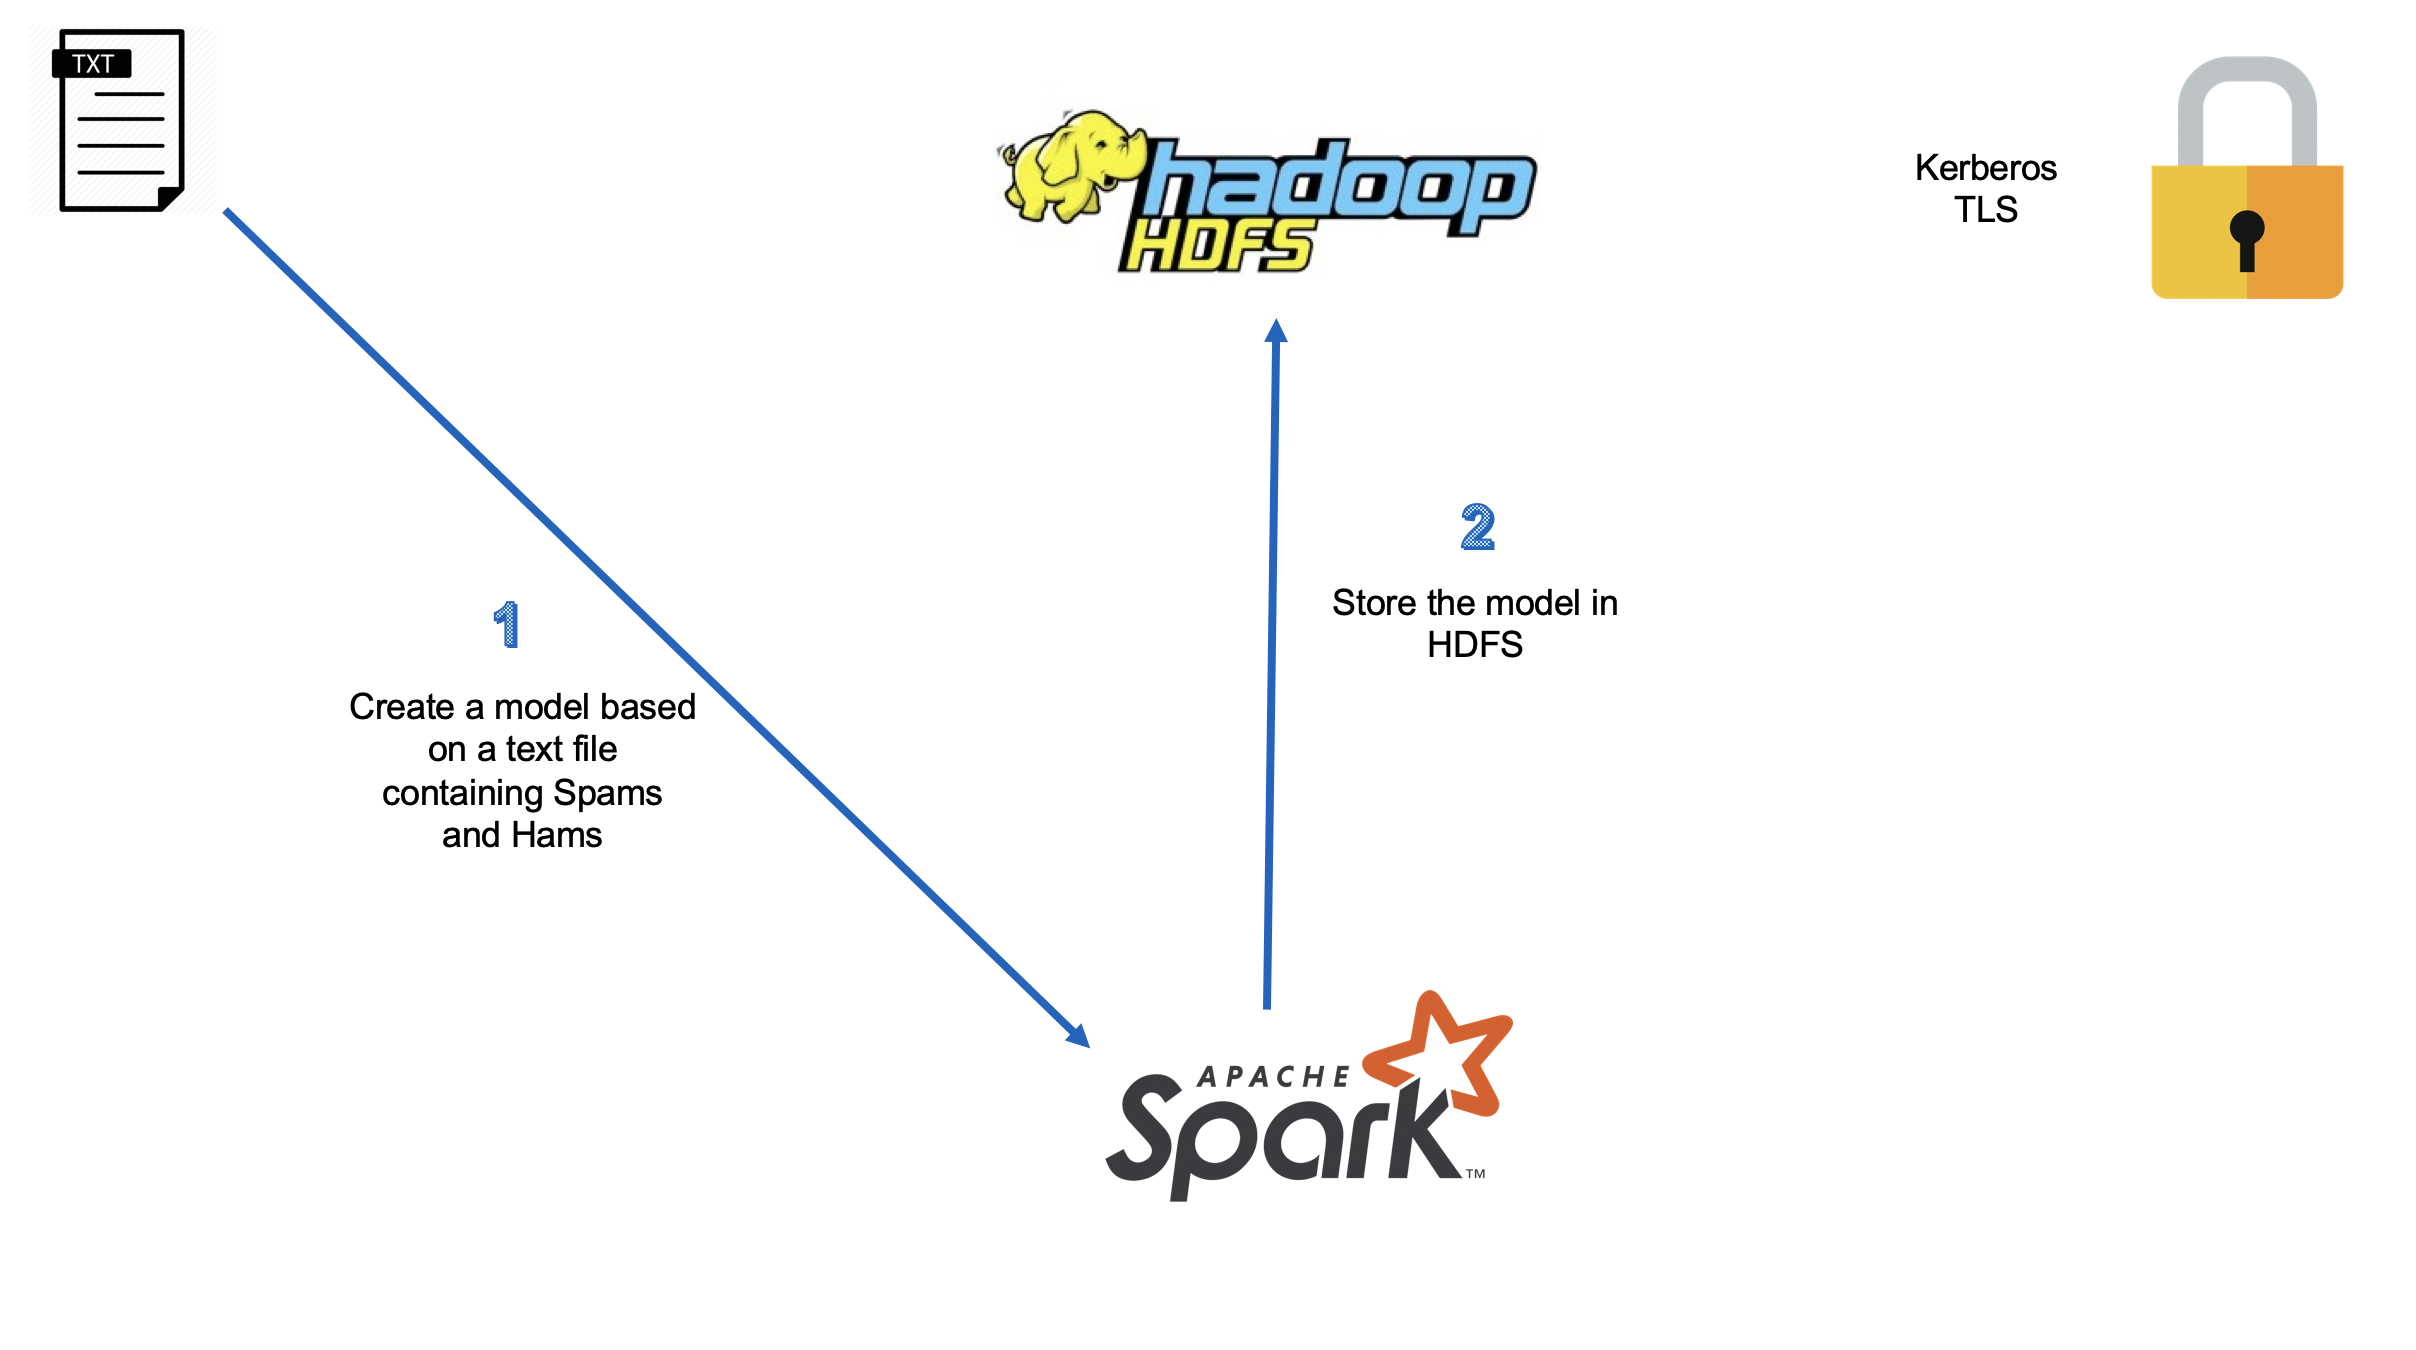 TXT
hadoop
HDFS
Kerberos
TLS
1
Create a model based
on a text file
containing Spams
and Hams
2
Store the model in
HDFS
APACHE
Spark™